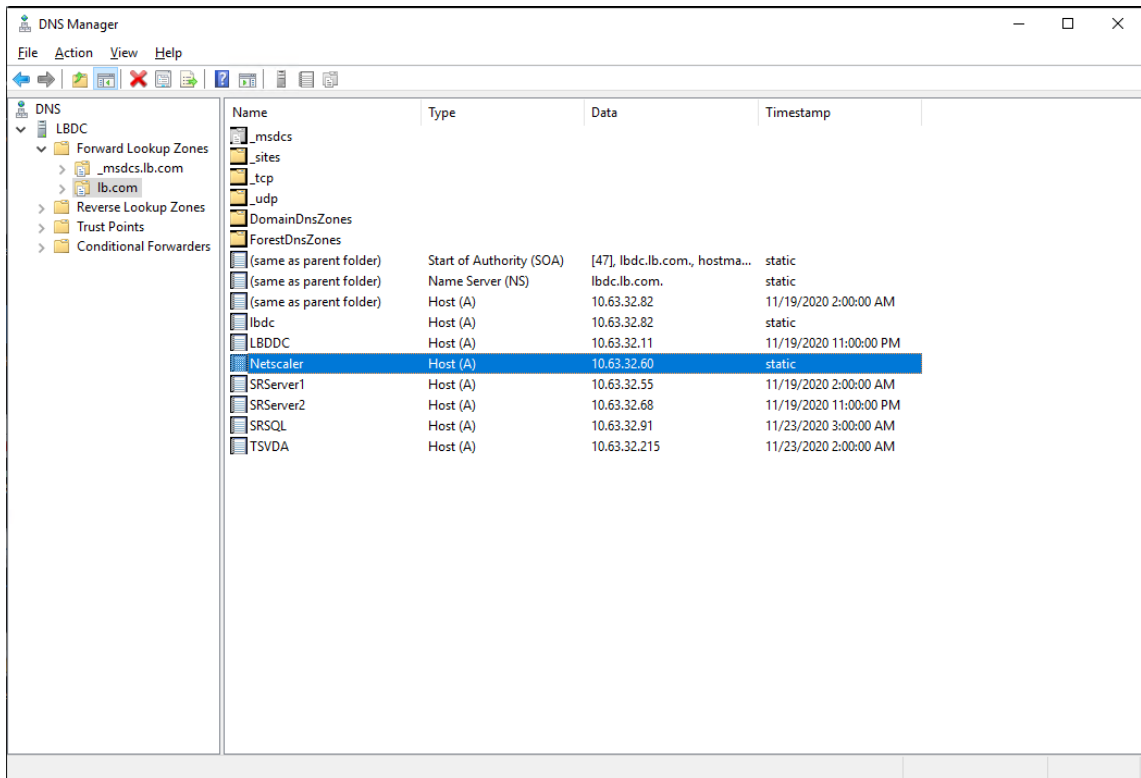 DNS Manager
File Action View Help
DNS
LBDC
Forward Lookup Zones
_msdcs.lb.com
lb.com
Reverse Lookup Zones
Trust Points
Conditional Forwarders
Name Type Data Timestamp
_msdcs
_sites
_tcp
_udp
DomainDnsZones
ForestDnsZones
(same as parent folder) Start of Authority (SOA) [47], lbdc.lb.com., hostma... static
(same as parent folder) Name Server (NS) lbdc.lb.com. static
(same as parent folder) Host (A) 10.63.32.82 11/19/2020 2:00:00 AM
lbdc Host (A) 10.63.32.82 static
LBDDC Host (A) 10.63.32.11 11/19/2020 11:00:00 PM
Netscaler Host (A) 10.63.32.60 static
SRServer1 Host (A) 10.63.32.55 11/19/2020 2:00:00 AM
SRServer2 Host (A) 10.63.32.68 11/19/2020 11:00:00 PM
SRSQL Host (A) 10.63.32.91 11/23/2020 3:00:00 AM
TSVDA Host (A) 10.63.32.215 11/23/2020 2:00:00 AM